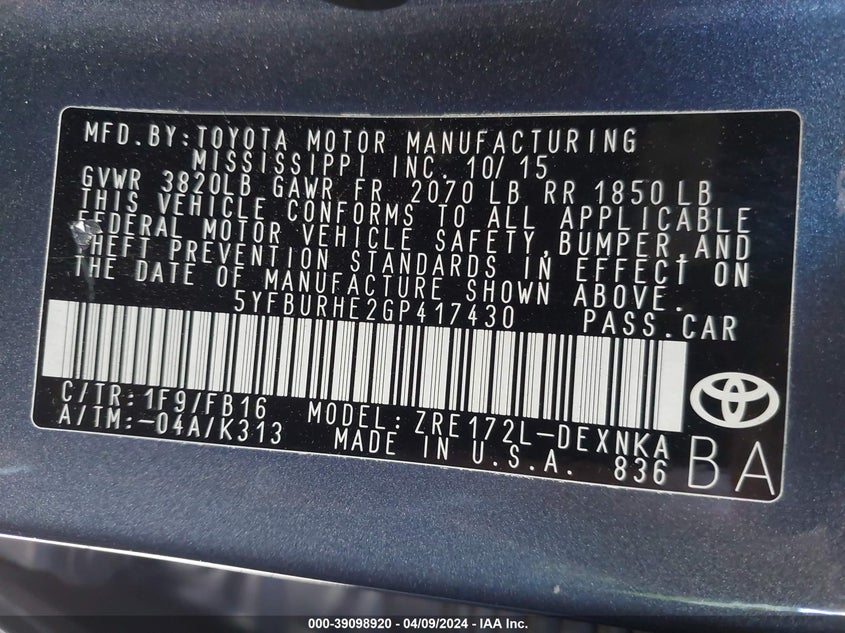 MFD.BY:TOYOTA MOTOR MANUFACTURING
MISSISSIPPI INC. 10/15
GVWR 3820LB GAWR FR 2070 LB RR 1850 LB
THIS VEHICLE CONFORMS TO ALL APPLICABLE
FEDERAL MOTOR VEHICLE SAFETY, BUMPER, AND
THEFT PREVENTION STANDARDS IN EFFECT ON
THE DATE OF MANUFACTURE SHOWN ABOVE.
5YFBURHE2GP417430 PASS.CAR
C/TR: 1F9/FB16 MODEL: ZRE172L-DEXNKA
A/TM:-04A/K313 MADE IN U.S.A. 836
BA
000-39098920 - 04/09/2024 - IAA Inc.